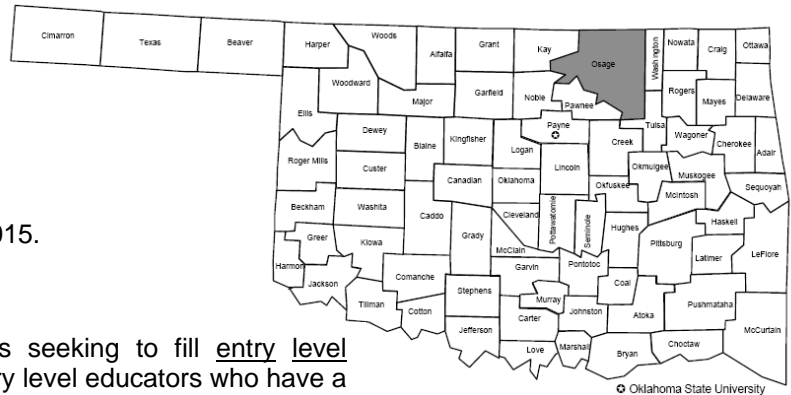 Cimarron
Texas
Beaver
Harper
Woods
Alfalfa
Grant
Kay
Osage
Washington
Nowata
Craig
Ottawa
Woodward
Major
Garfield
Noble
Pawnee
Rogers
Mayes
Delaware
Ellis
Dewey
Blaine
Kingfisher
Logan
Payne
Creek
Tulsa
Wagoner
Cherokee
Adair
Roger Mills
Custer
Canadian
Oklahoma
Lincoln
Okfuskee
Okmulgee
Muskogee
McIntosh
Sequoyah
Beckham
Washita
Caddo
Grady
Cleveland
Pottawatomie
Seminole
Hughes
Pittsburg
Haskell
Latimer
LeFlore
Greer
Kiowa
McClain
Garvin
Pontotoc
Coal
Harmon
Jackson
Comanche
Stephens
Murray
Johnston
Atoka
Pushmataha
Tillman
Cotton
Jefferson
Carter
Love
Marshall
Bryan
Choctaw
McCurtain
Oklahoma State University
015.
s seeking to fill entry level
ry level educators who have a